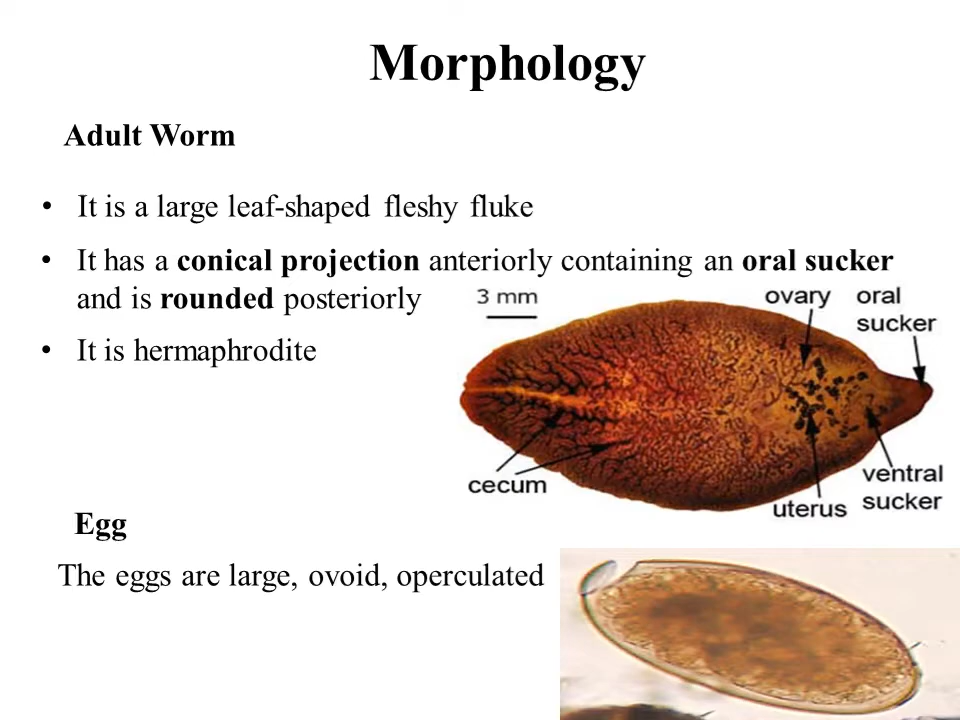 Morphology
Adult Worm
• It is a large leaf-shaped fleshy fluke
• It has a conical projection anteriorly containing an oral sucker
and is rounded posteriorly
• It is hermaphrodite
3 mm
ovary
oral
sucker
cecum
uterus
ventral
sucker
Egg
The eggs are large, ovoid, operculated